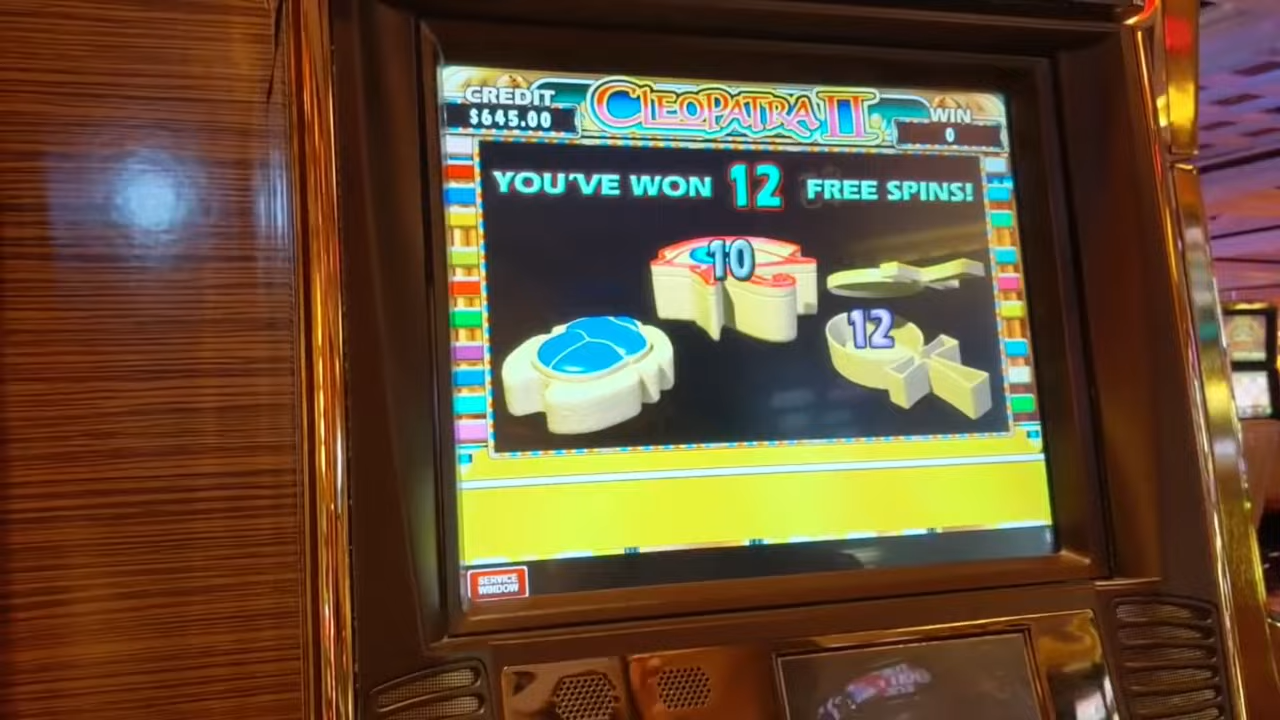 CREDIT
$645.00
CLEOPATRA II
WIN
0
YOU'VE WON 12 FREE SPINS!
10
12
SERVICE
WINDOW